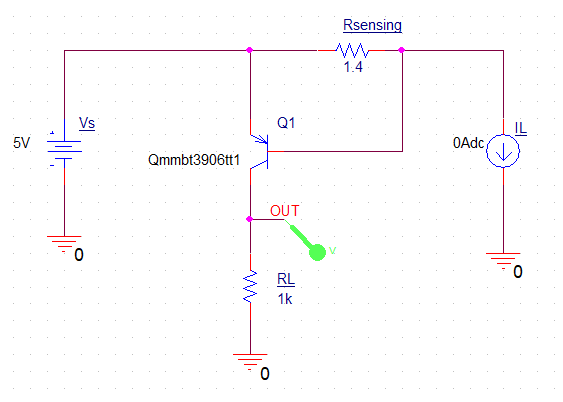 Rsensing
1.4
Vs
5V
Q1
Qmmbt3906tt1
0Adc
IL
OUT
V
RL
1k
0
0
0